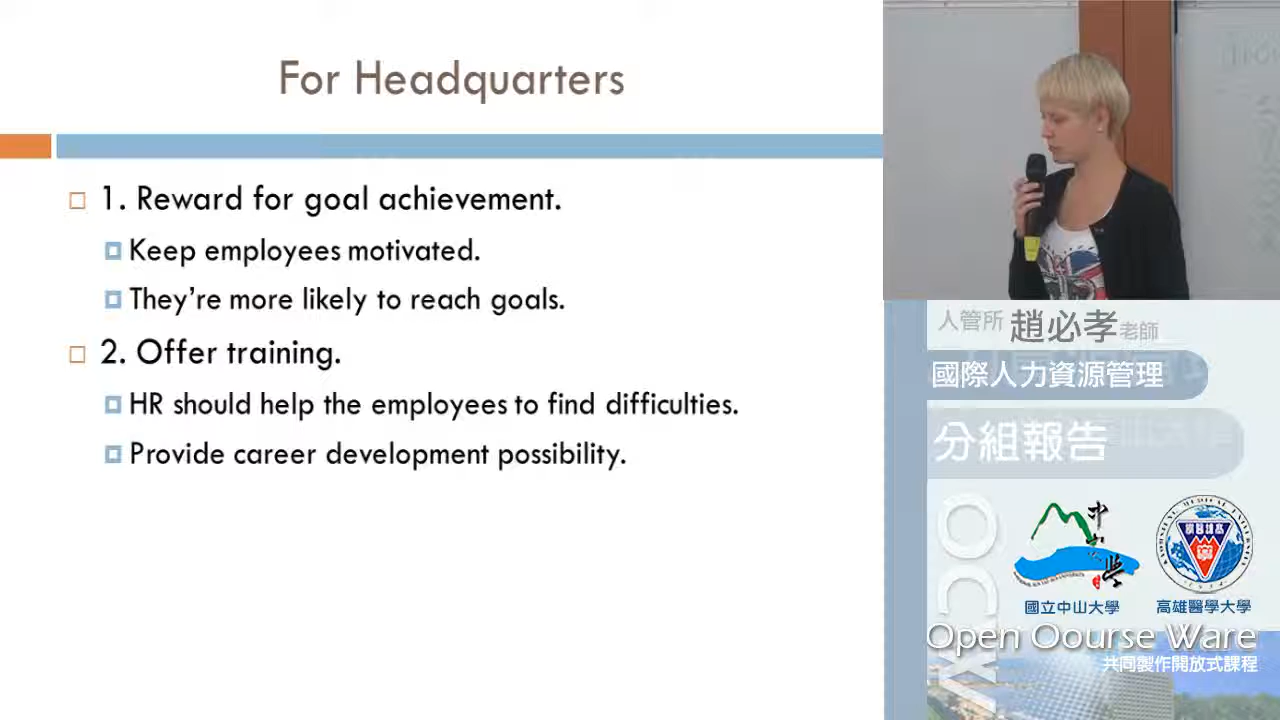 For Headquarters
1. Reward for goal achievement.
Keep employees motivated.
They're more likely to reach goals.
2. Offer training.
HR should help the employees to find difficulties.
Provide career development possibility.
人管所 趙必孝老師
國際人力資源管理
分組報告
OCW
國立中山大學
高雄醫學大學
Open Oourse Ware
共同製作開放式課程